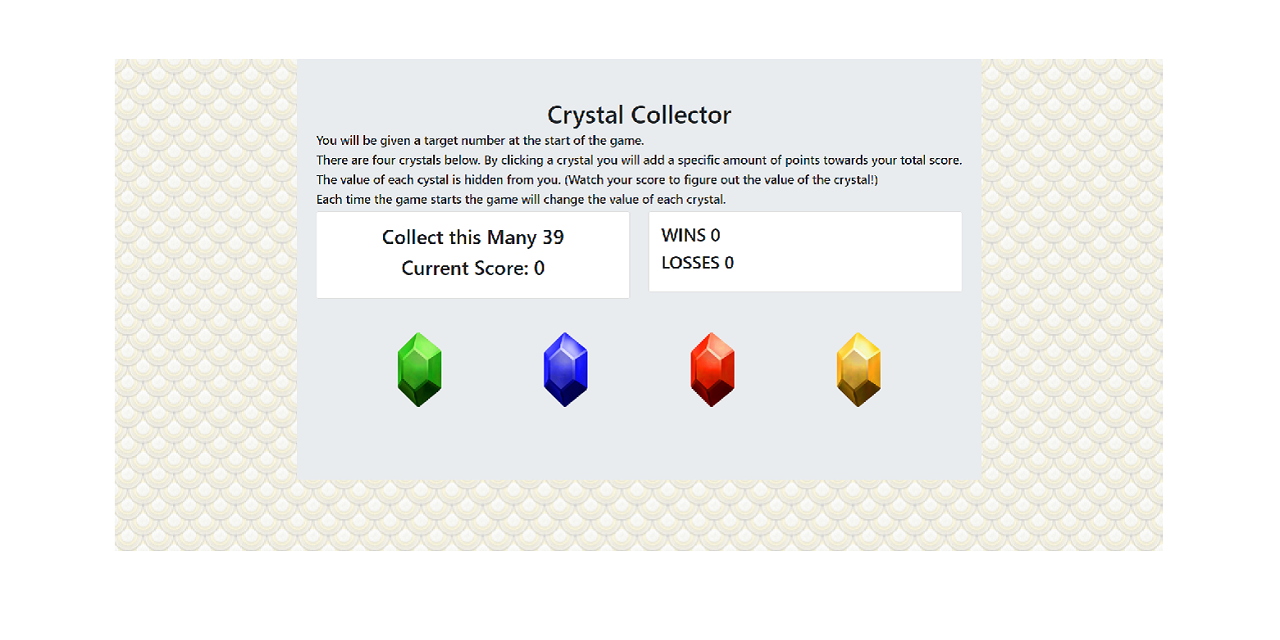 Crystal Collector
You will be given a target number at the start of the game.
There are four crystals below. By clicking a crystal you will add a specific amount of points towards your total score.
The value of each cystal is hidden from you. (Watch your score to figure out the value of the crystal!)
Each time the game starts the game will change the value of each crystal.
Collect this Many 39
Current Score: 0
WINS 0
LOSSES 0